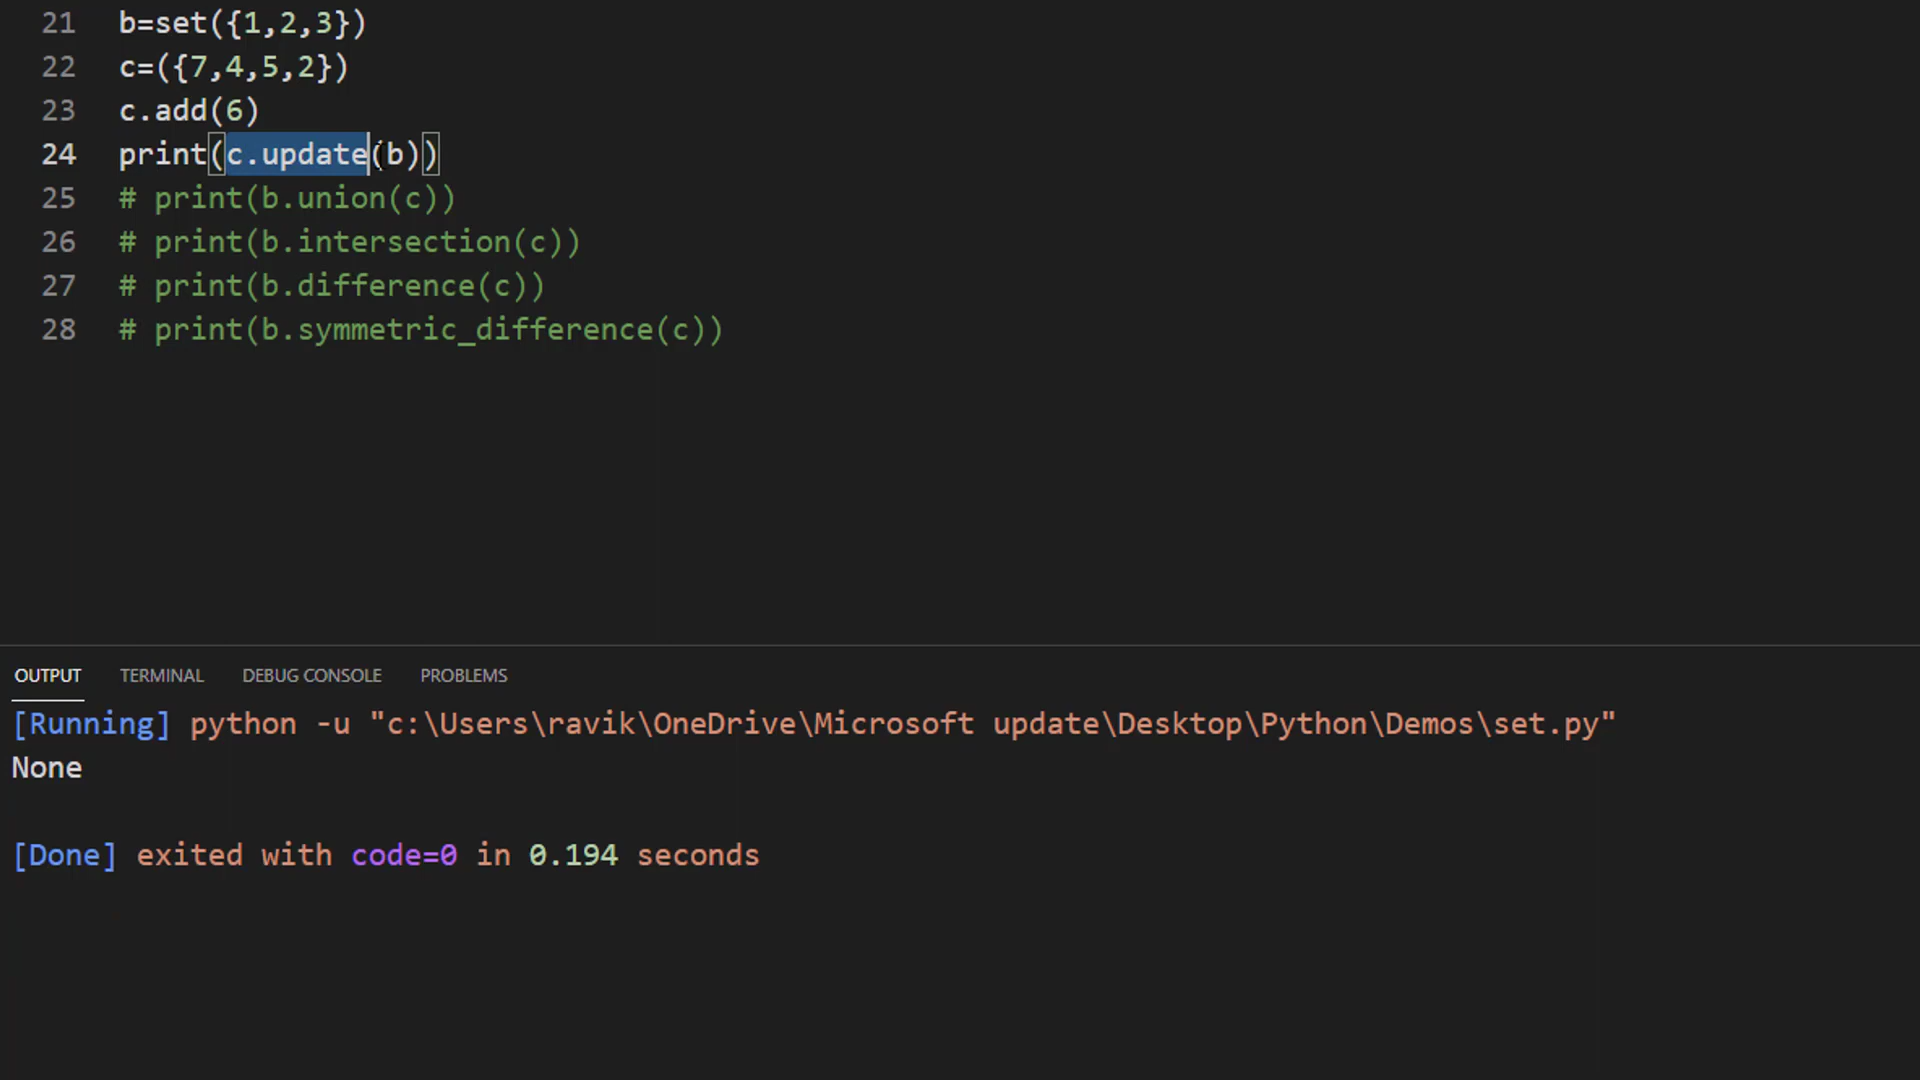 21 b=set({1,2,3})
22 c=({7,4,5,2})
23 c.add(6)
24 print(c.update(b))
25 # print(b.union(c))
26 # print(b.intersection(c))
27 # print(b.difference(c))
28 # print(b.symmetric_difference(c))
OUTPUT TERMINAL DEBUG CONSOLE PROBLEMS
[Running] python -u "c:\Users\ravik\OneDrive\Microsoft update\Desktop\Python\Demos\set.py"
None
[Done] exited with code=0 in 0.194 seconds